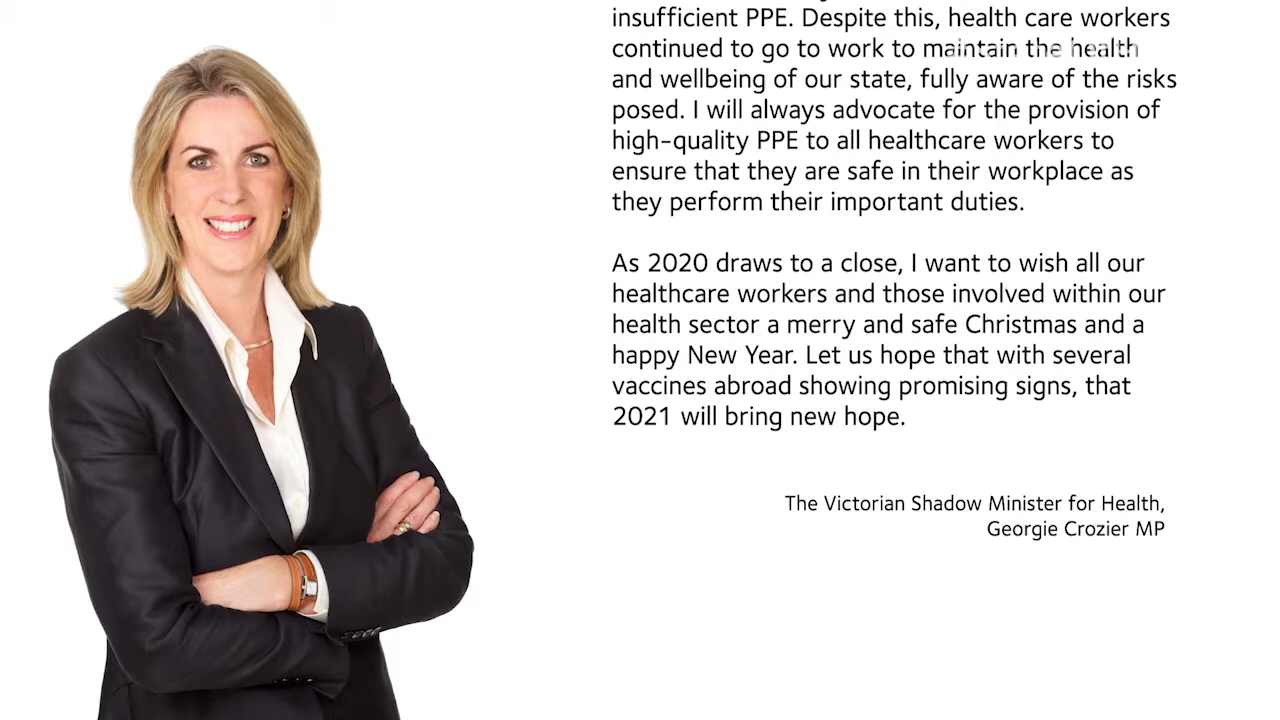 insufficient PPE. Despite this, health care workers
continued to go to work to maintain the health
and wellbeing of our state, fully aware of the risks
posed. I will always advocate for the provision of
high-quality PPE to all healthcare workers to
ensure that they are safe in their workplace as
they perform their important duties.
As 2020 draws to a close, I want to wish all our
healthcare workers and those involved within our
health sector a merry and safe Christmas and a
happy New Year. Let us hope that with several
vaccines abroad showing promising signs, that
2021 will bring new hope.
The Victorian Shadow Minister for Health,
Georgie Crozier MP